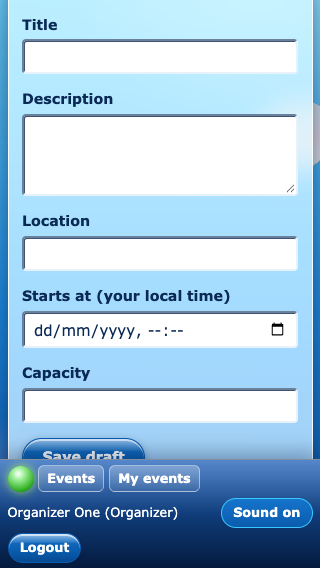 Title
Description
Location
Starts at (your local time)
dd/mm/yyyy, --:--
Capacity
Save draft
Events
My events
Organizer One (Organizer)
Sound on
Logout